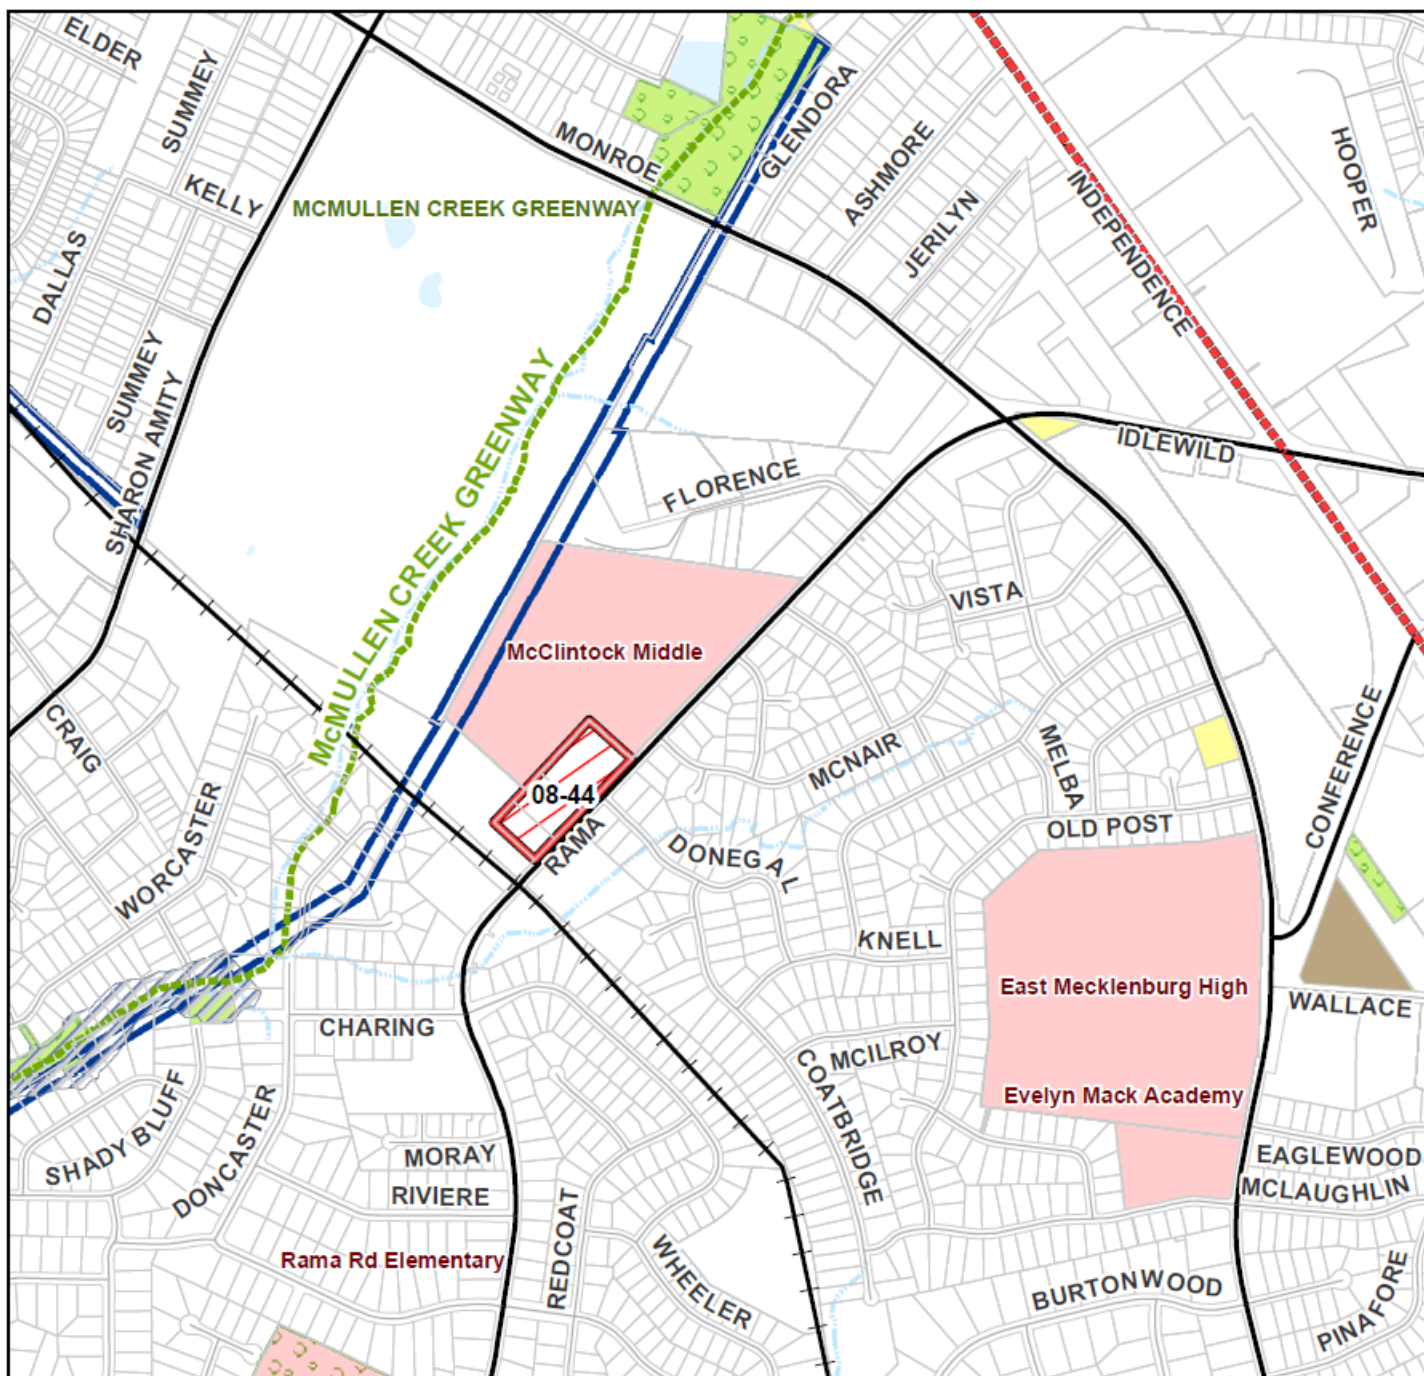 ELDER
SUMMEY
MONROE
GLENDORA
ASHMORE
JERILYN
HOOPER
INDEPENDENCE
KELLY
MCMULLEN CREEK GREENWAY
DALLAS
SUMMEY
SHARON AMITY
McMULLEN CREEK GREENWAY
FLORENCE
IDLEWILD
VISTA
McClintock Middle
CRAIG
MCNAIR
MELBA
CONFERENCE
08-44
RAMA
OLD POST
WORCASTER
DONEGAL
KNELL
East Mecklenburg High
WALLACE
CHARING
MCILROY
COATBRIDGE
Evelyn Mack Academy
SHADY BLUFF
DONCASTER
MORAY
RIVIERE
EAGLEWOOD
MCLAUGHLIN
Rama Rd Elementary
REDCOAT
WHEELER
BURTONWOOD
PINAFORE